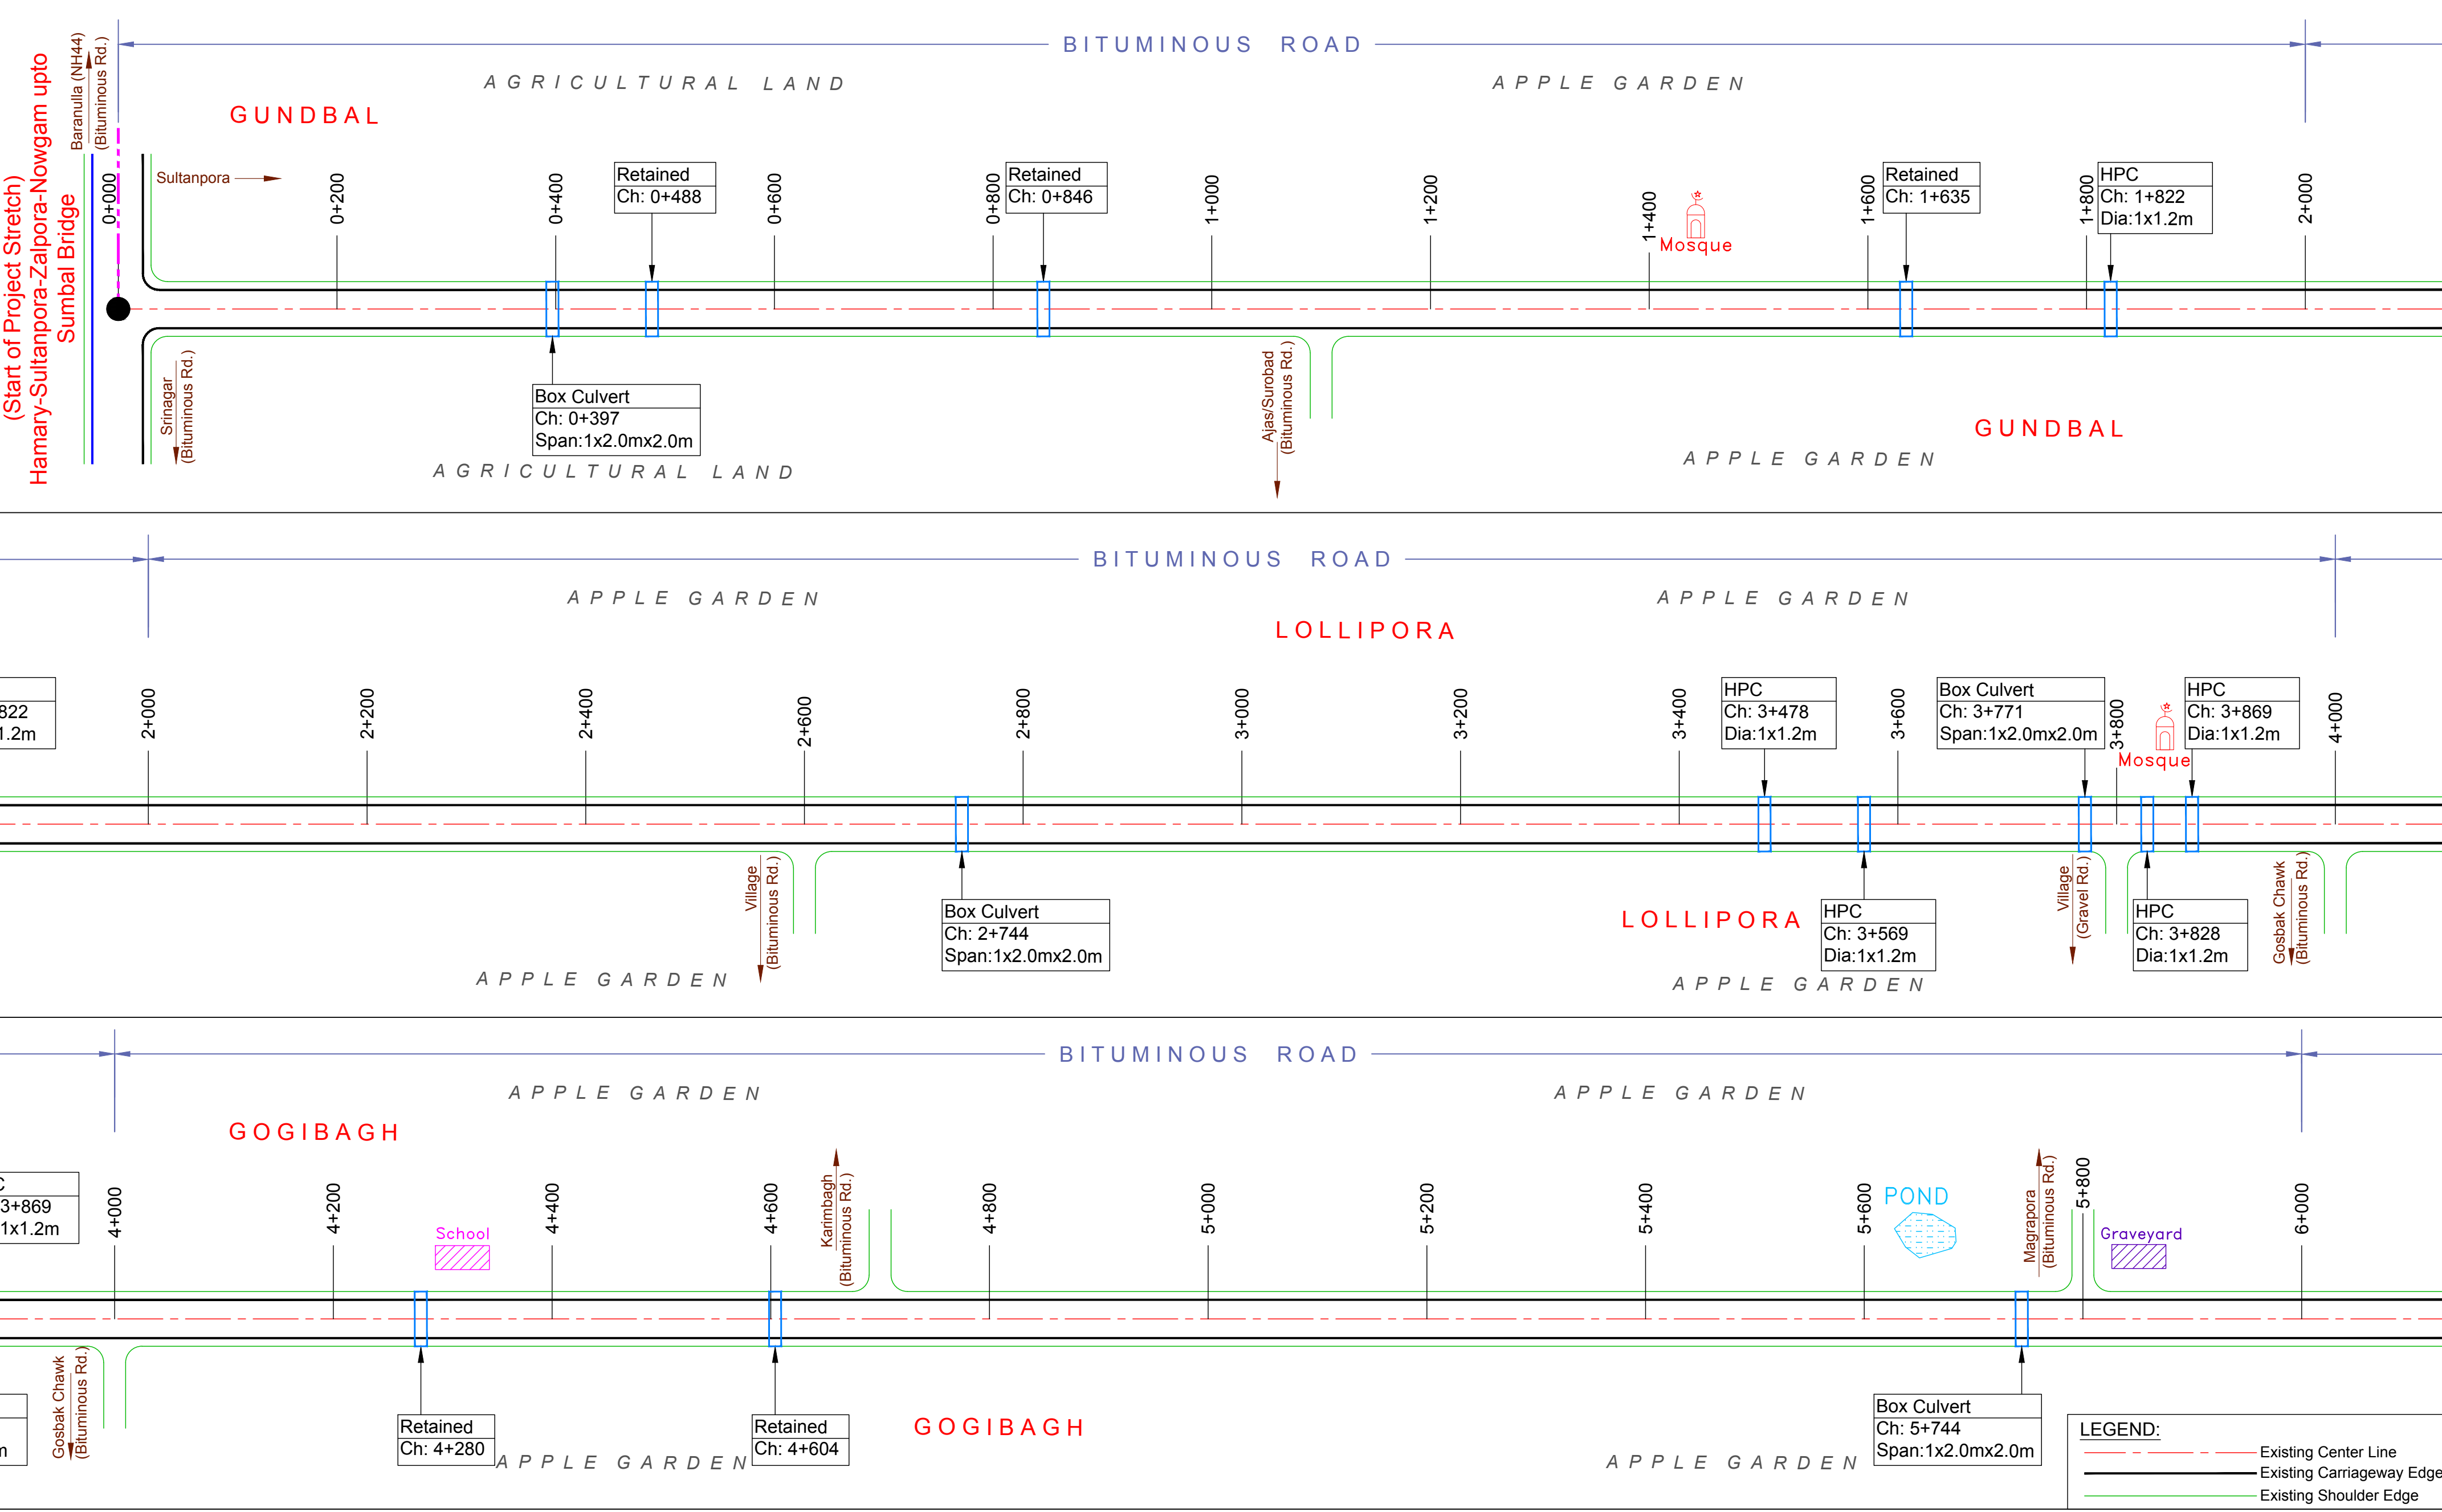 (Start of Project Stretch)
Hamary-Sultanpora-Zalpora-Nowgam upto
Sumbal Bridge
Baranulla (NH44)
(Bituminous Rd.)
BITUMINOUS ROAD
AGRICULTURAL LAND
APPLE GARDEN
GUNDBAL
Sultanpora
0+000
0+200
0+400
Retained
Ch: 0+488
0+600
0+800
Retained
Ch: 0+846
1+000
1+200
1+400
Mosque
1+600
Retained
Ch: 1+635
1+800
HPC
Ch: 1+822
Dia:1x1.2m
2+000
Srinagar
(Bituminous Rd.)
Box Culvert
Ch: 0+397
Span:1x2.0mx2.0m
AGRICULTURAL LAND
Ajas/Surobad
(Bituminous Rd.)
GUNDBAL
APPLE GARDEN
BITUMINOUS ROAD
APPLE GARDEN
APPLE GARDEN
LOLLIPORA
822
1.2m
2+000
2+200
2+400
2+600
2+800
3+000
3+200
3+400
HPC
Ch: 3+478
Dia:1x1.2m
3+600
Box Culvert
Ch: 3+771
Span:1x2.0mx2.0m
3+800
Mosque
HPC
Ch: 3+869
Dia:1x1.2m
4+000
Village
(Bituminous Rd.)
Box Culvert
Ch: 2+744
Span:1x2.0mx2.0m
LOLLIPORA
HPC
Ch: 3+569
Dia:1x1.2m
Village
(Gravel Rd.)
HPC
Ch: 3+828
Dia:1x1.2m
Gosbak Chawk
(Bituminous Rd.)
APPLE GARDEN
APPLE GARDEN
BITUMINOUS ROAD
APPLE GARDEN
APPLE GARDEN
GOGIBAGH
C
3+869
1x1.2m
4+000
4+200
School
4+400
4+600
Karimbagh
(Bituminous Rd.)
4+800
5+000
5+200
5+400
5+600
POND
Magrapora
(Bituminous Rd.)
5+800
Graveyard
6+000
Gosbak Chawk
(Bituminous Rd.)
m
Retained
Ch: 4+280
APPLE GARDEN
Retained
Ch: 4+604
GOGIBAGH
APPLE GARDEN
Box Culvert
Ch: 5+744
Span:1x2.0mx2.0m
LEGEND:
Existing Center Line
Existing Carriageway Edge
Existing Shoulder Edge